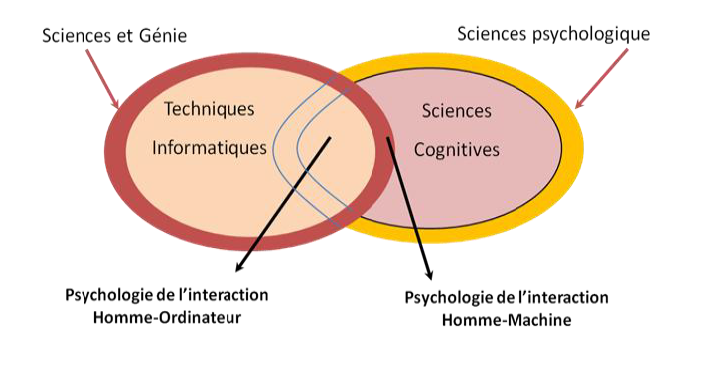 Sciences et Génie
Sciences psychologique
Techniques
Informatiques
Sciences
Cognitives
Psychologie de l'interaction
Homme-Ordinateur
Psychologie de l'interaction
Homme-Machine